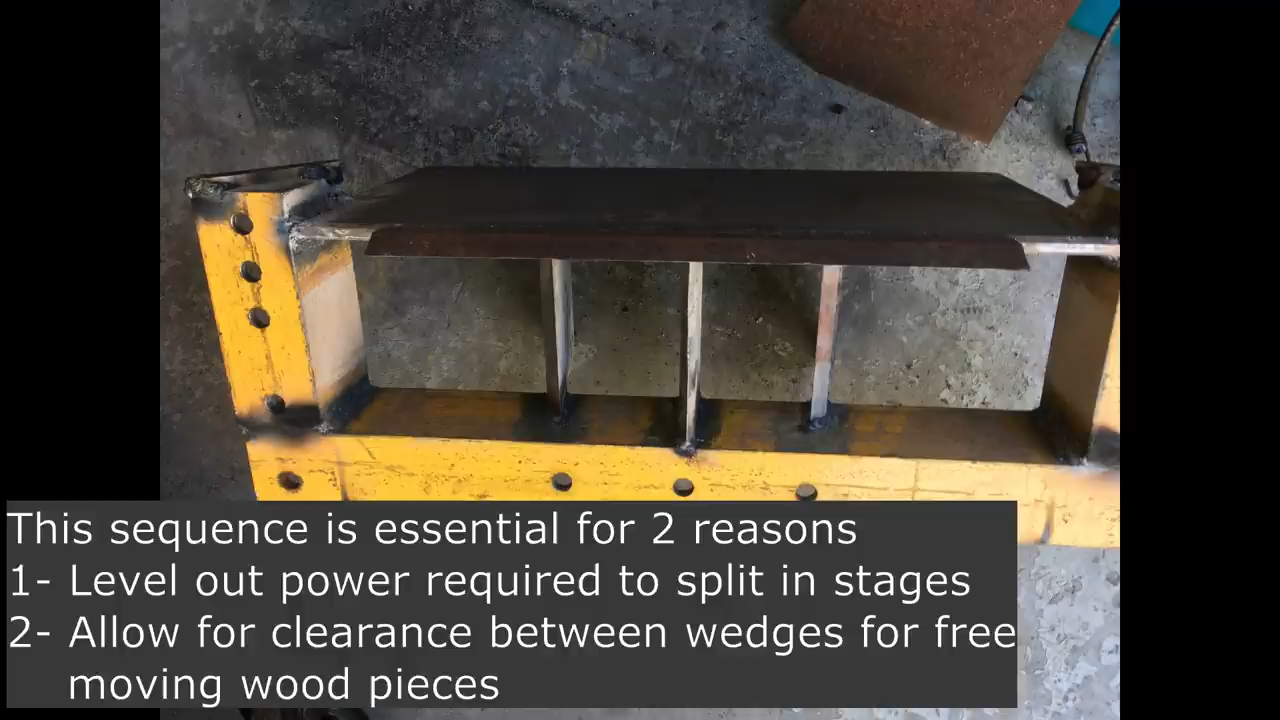 This sequence is essential for 2 reasons
1- Level out power required to split in stages
2- Allow for clearance between wedges for free
moving wood pieces